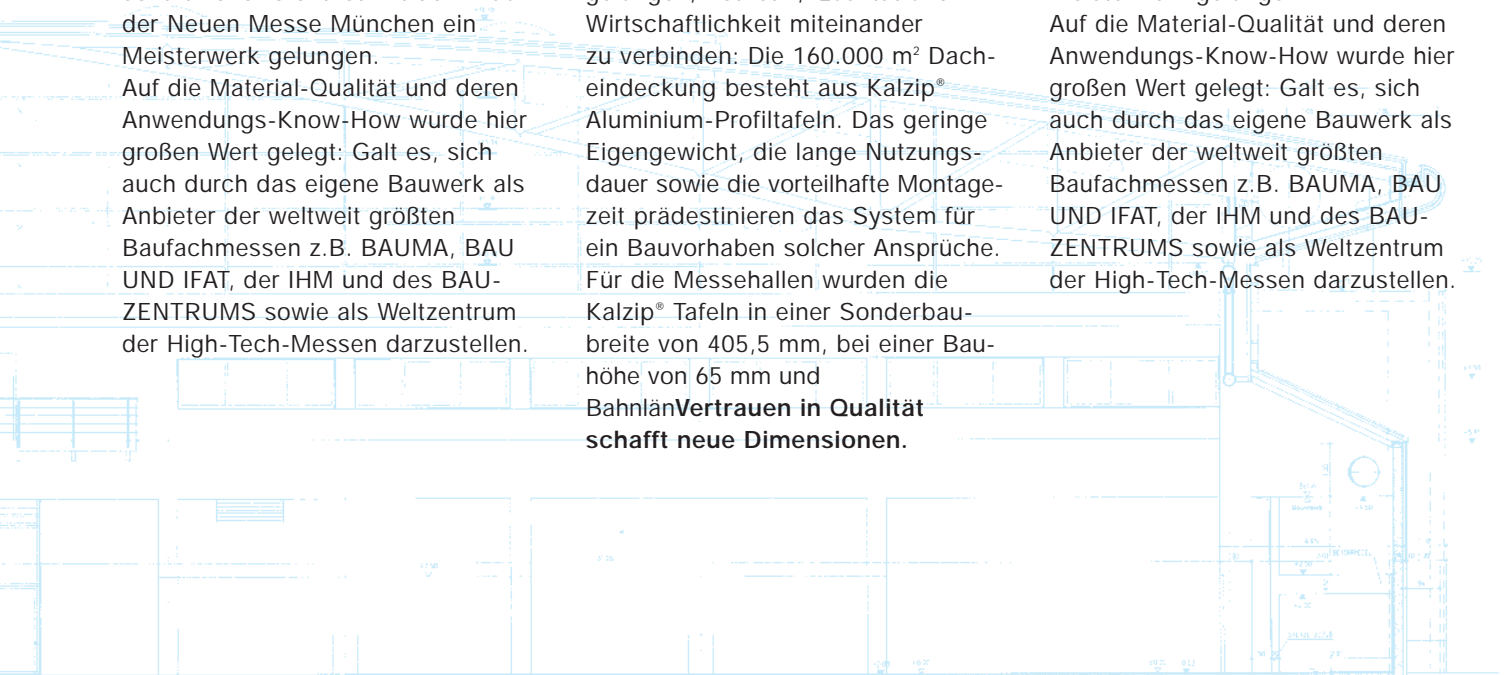 der Neuen Messe München ein
Meisterwerk gelungen.
Auf die Material-Qualität und deren
Anwendungs-Know-How wurde hier
großen Wert gelegt: Galt es, sich
auch durch das eigene Bauwerk als
Anbieter der weltweit größten
Baufachmessen z.B. BAUMA, BAU
UND IFAT, der IHM und des BAU-
ZENTRUMS sowie als Weltzentrum
der High-Tech-Messen darzustellen.
Wirtschaftlichkeit miteinander
zu verbinden: Die 160.000 m² Dach-
eindeckung besteht aus Kalzip®
Aluminium-Profiltafeln. Das geringe
Eigengewicht, die lange Nutzungs-
dauer sowie die vorteilhafte Montage-
zeit prädestinieren das System für
ein Bauvorhaben solcher Ansprüche.
Für die Messehallen wurden die
Kalzip® Tafeln in einer Sonderbau-
breite von 405,5 mm, bei einer Bau-
höhe von 65 mm und
BahnlänVertrauen in Qualität
schafft neue Dimensionen.
Auf die Material-Qualität und deren
Anwendungs-Know-How wurde hier
großen Wert gelegt: Galt es, sich
auch durch das eigene Bauwerk als
Anbieter der weltweit größten
Baufachmessen z.B. BAUMA, BAU
UND IFAT, der IHM und des BAU-
ZENTRUMS sowie als Weltzentrum
der High-Tech-Messen darzustellen.